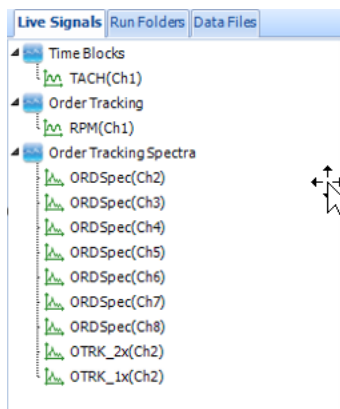 Live Signals Run Folders Data Files
Time Blocks
TACH(Ch1)
Order Tracking
RPM(Ch1)
Order Tracking Spectra
ORDSpec(Ch2)
ORDSpec(Ch3)
ORDSpec(Ch4)
ORDSpec(Ch5)
ORDSpec(Ch6)
ORDSpec(Ch7)
ORDSpec(Ch8)
OTRK_2x(Ch2)
OTRK_1x(Ch2)